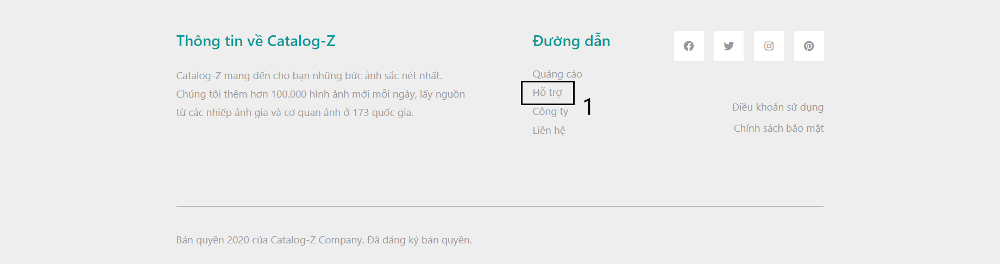 Thông tin về Catalog-Z
Catalog-Z mang đến cho bạn những bức ảnh sắc nét nhất.
Chúng tôi thêm hơn 100.000 hình ảnh mới mỗi ngày, lấy nguồn
từ các nhiếp ảnh gia và cơ quan ảnh ở 173 quốc gia.
Đường dẫn
Quảng cáo
Hỗ trợ
1
Công ty
Liên hệ
Điều khoản sử dụng
Chính sách bảo mật
Bản quyền 2020 của Catalog-Z Company. Đã đăng ký bản quyền.